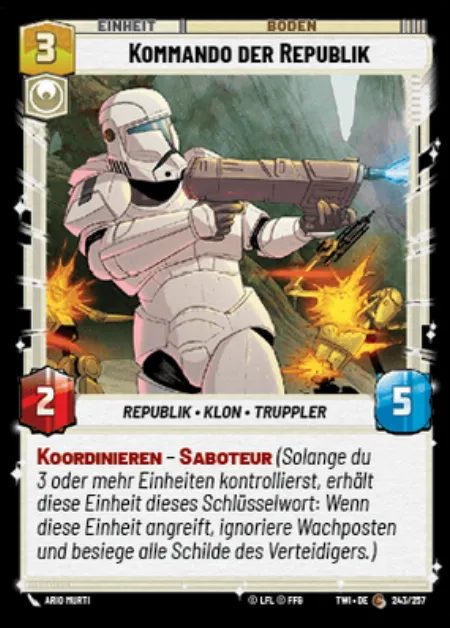 EINHEIT
BODEN
3
KOMMANDO DER REPUBLIK
2
REPUBLIK • KLON • TRUPPLER
5
KOORDINIEREN – SABOTEUR (Solange du
3 oder mehr Einheiten kontrollierst, erhält
diese Einheit dieses Schlüsselwort: Wenn
diese Einheit angreift, ignoriere Wachposten
und besiege alle Schilde des Verteidigers.)
ARIO MURTI
© LFL © FFG
TWI • DE
C
243/257